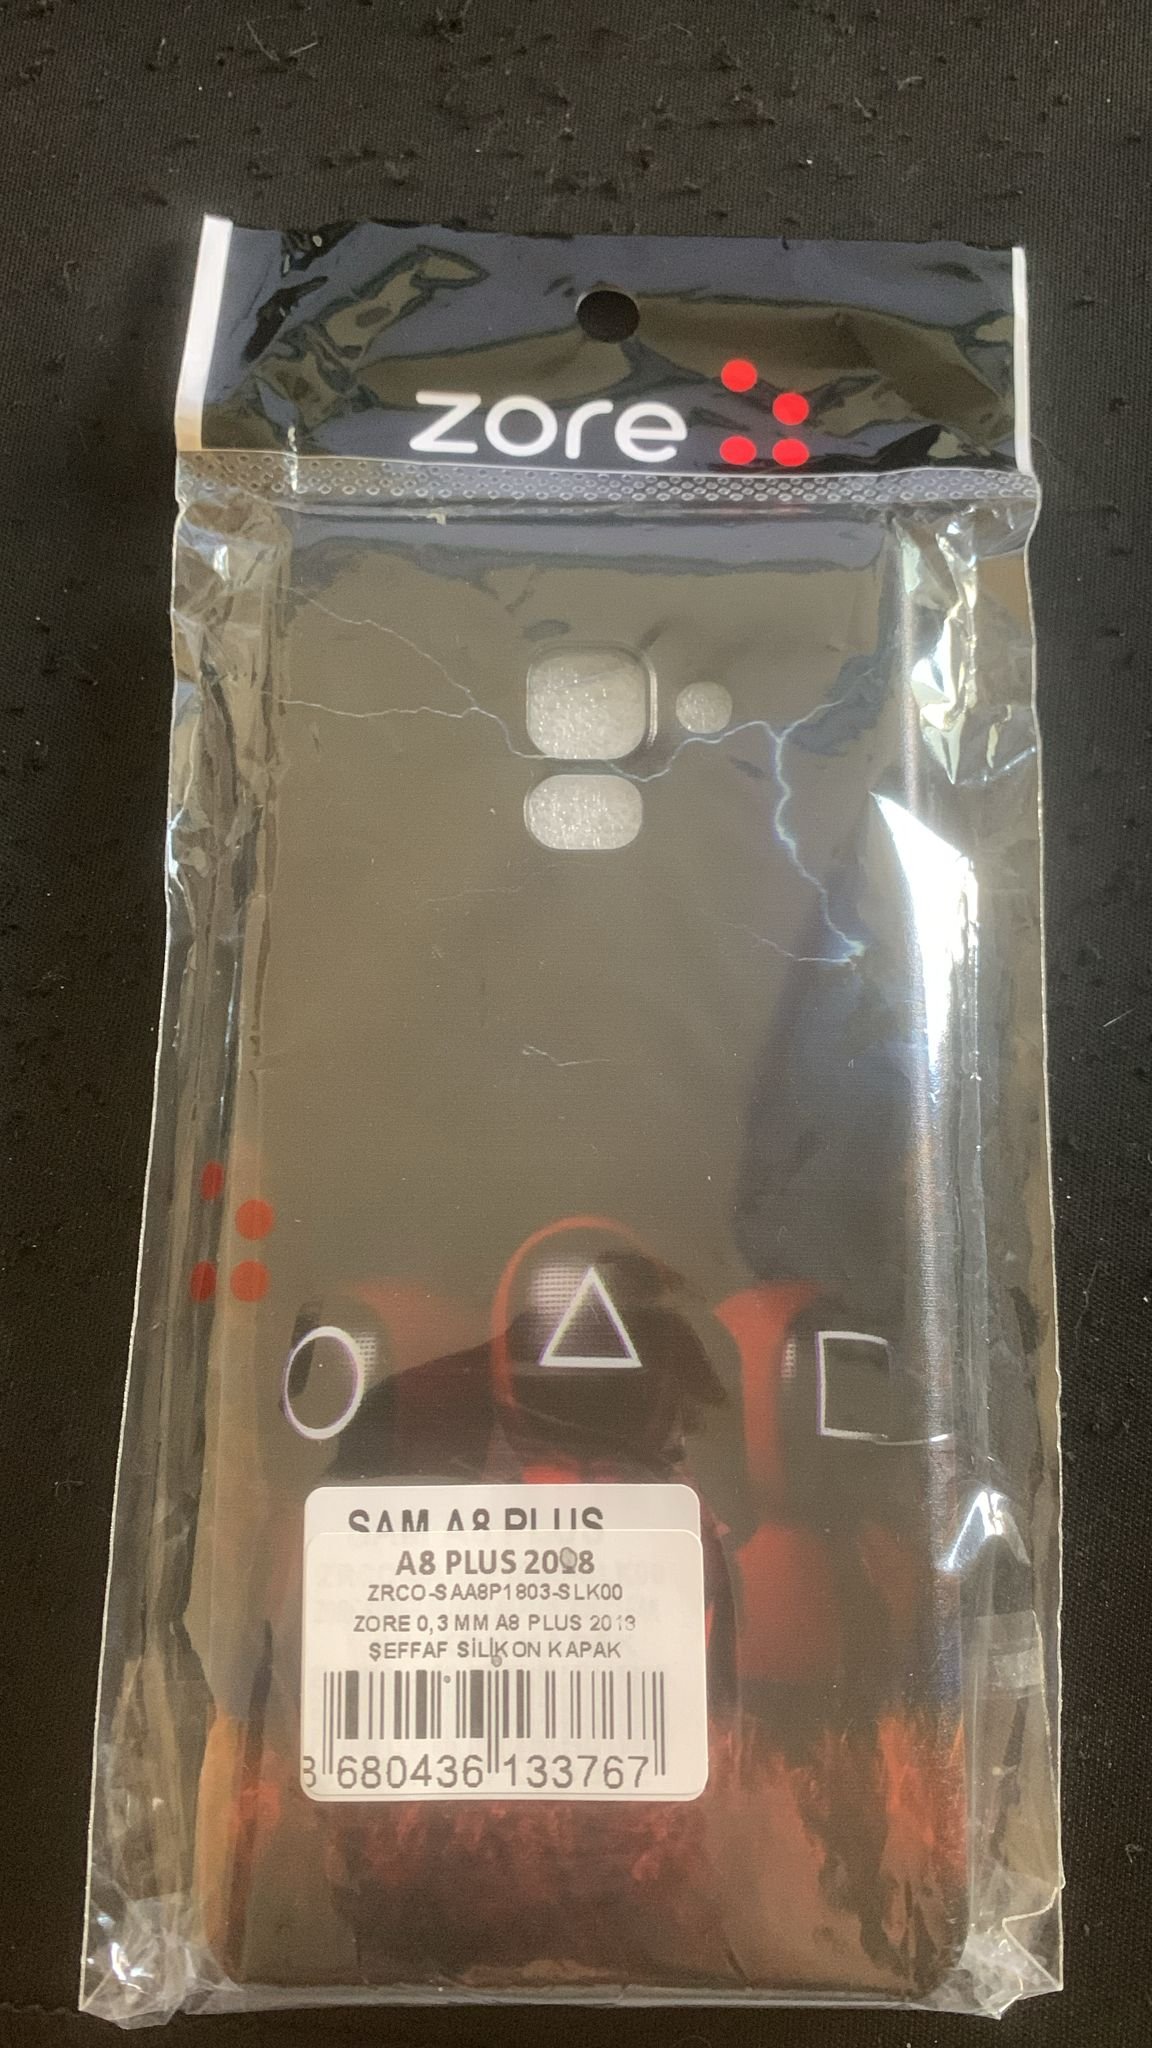 zore
SAM A8 PLUS
A8 PLUS 2018
ZRCO-SAA8P1803-SLK00
ZORE 0,3 MM A8 PLUS 2018
ŞEFFAF SİLİKON KAPAK
8 680436 133767